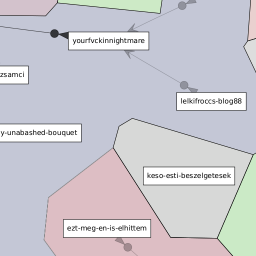 yourfvckinnightmare
zsamci
lelkifroccs-blog88
y-unabashed-bouquet
keso-esti-beszelgetesek
ezt-meg-en-is-elhittem